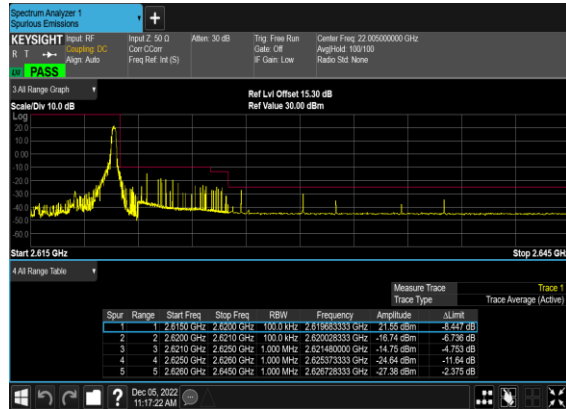 Spectrum Analyzer 1
Spurious Emissions
+
KEYSIGHT Input: RF Input Z: 50 Ω Atten: 30 dB Trig: Free Run Center Freq: 22.005000000 GHz
R T Coupling: DC Corr CCorr Gate: Off Avg|Hold: 100/100
Align: Auto Freq Ref: Int (S) IF Gain: Low Radio Std: None
PASS
3 All Range Graph
Ref Lvl Offset 15.30 dB
Scale/Div 10.0 dB Ref Value 30.00 dBm
Log
20.0
10.0
0.00
-10.0
-20.0
-30.0
-40.0
-50.0
-60.0
Start 2.615 GHz Stop 2.645 GHz
4 All Range Table
Measure Trace Trace 1
Trace Type Trace Average (Active)
Spur Range Start Freq Stop Freq RBW Frequency Amplitude ΔLimit
1 1 2.6150 GHz 2.6200 GHz 100.0 kHz 2.619683333 GHz 21.55 dBm -8.447 dB
2 2 2.6200 GHz 2.6210 GHz 100.0 kHz 2.620028333 GHz -16.74 dBm -6.736 dB
3 3 2.6210 GHz 2.6250 GHz 1.000 MHz 2.621480000 GHz -14.75 dBm -4.753 dB
4 4 2.6250 GHz 2.6260 GHz 1.000 MHz 2.625373333 GHz -24.64 dBm -11.64 dB
5 5 2.6260 GHz 2.6450 GHz 1.000 MHz 2.626728333 GHz -27.38 dBm -2.375 dB
? Dec 05, 2022
11:17:22 AM